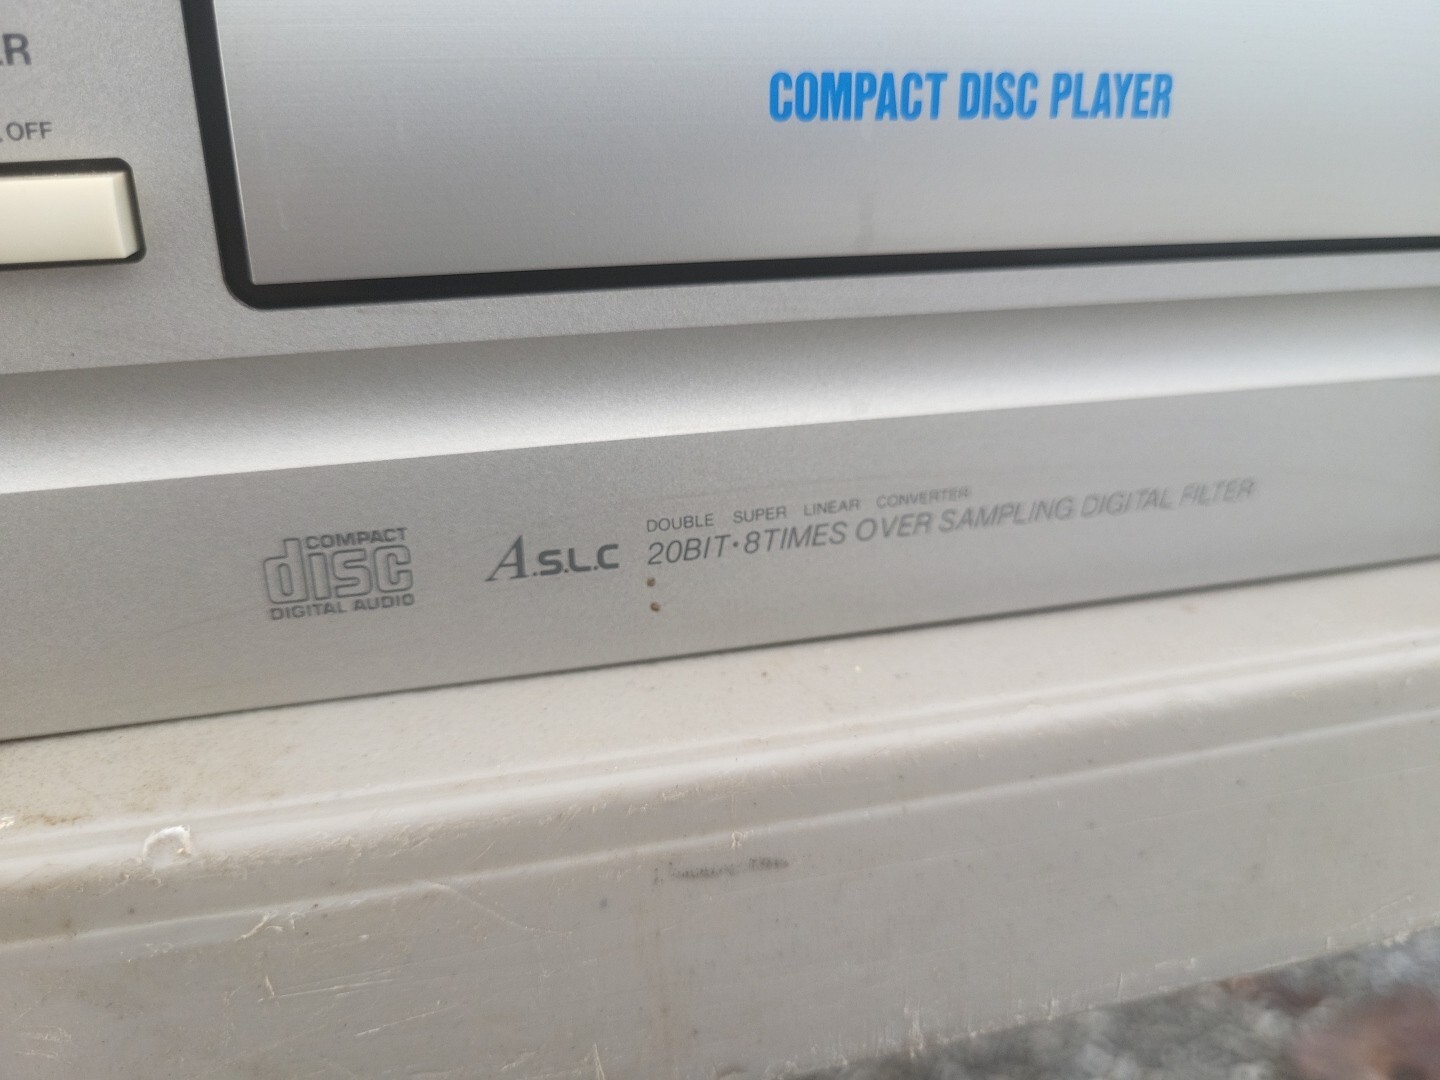 R
OFF
COMPACT DISC PLAYER
COMPACT
disc
DIGITAL AUDIO
A.S.L.C
DOUBLE SUPER LINEAR CONVERTER
20BIT·8TIMES OVER SAMPLING DIGITAL FILTER